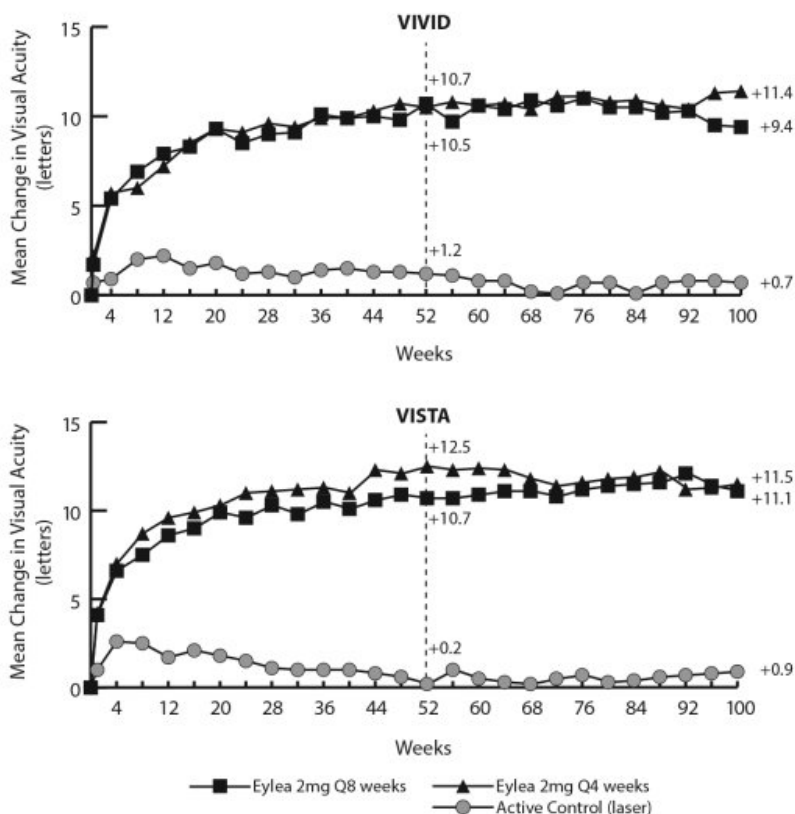 VIVID
Mean Change in Visual Acuity
(letters)
15
10
5
0
+10.7
+10.5
+1.2
+11.4
+9.4
+0.7
4 12 20 28 36 44 52 60 68 76 84 92 100
Weeks
VISTA
Mean Change in Visual Acuity
(letters)
15
10
5
0
+12.5
+10.7
+0.2
+11.5
+11.1
+0.9
4 12 20 28 36 44 52 60 68 76 84 92 100
Weeks
Eylea 2mg Q8 weeks
Eylea 2mg Q4 weeks
Active Control (laser)